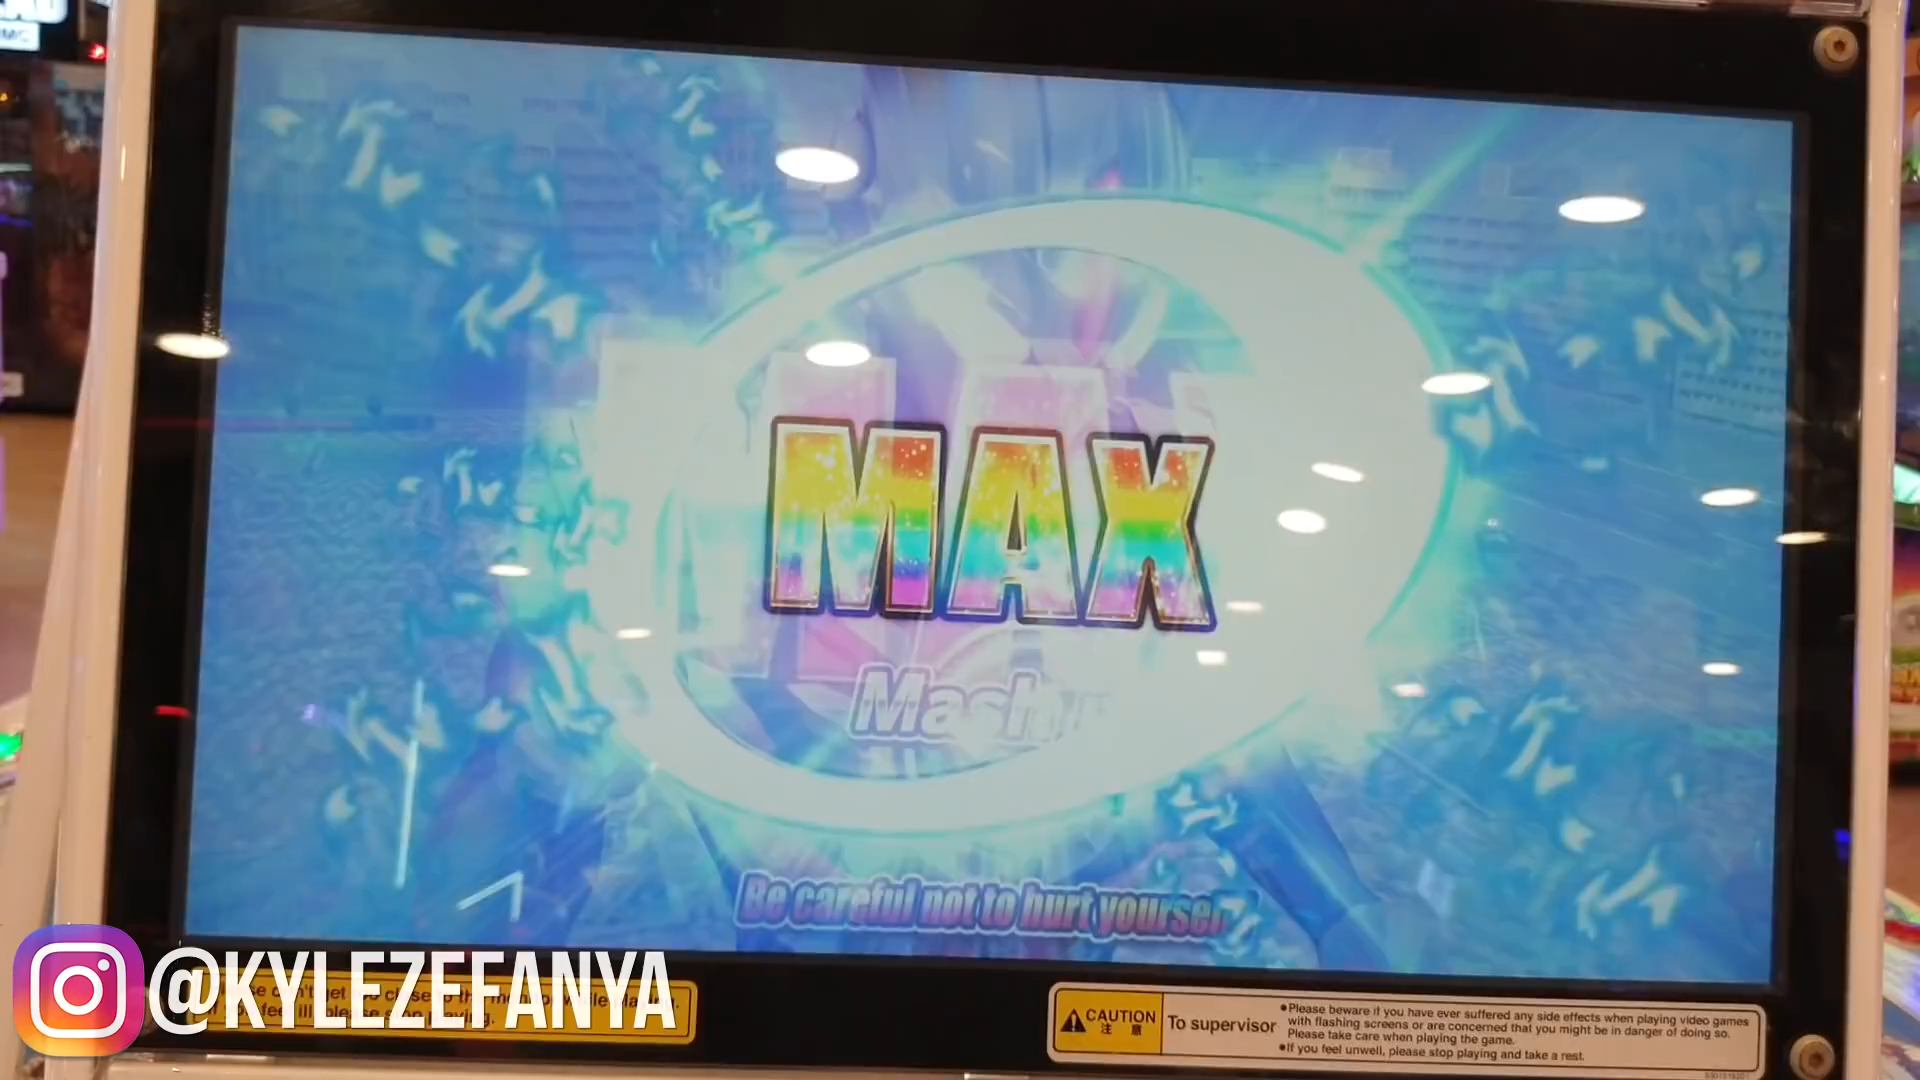 MAX
Mash
Be careful not to hurt yourself
@KYLEZEFANYA
CAUTION
注 意
To supervisor
•Please beware if you have ever suffered any side effects when playing video games
with flashing screens or are concerned that you might be in danger of doing so.
Please take care when playing the game.
•If you feel unwell, please stop playing and take a rest.